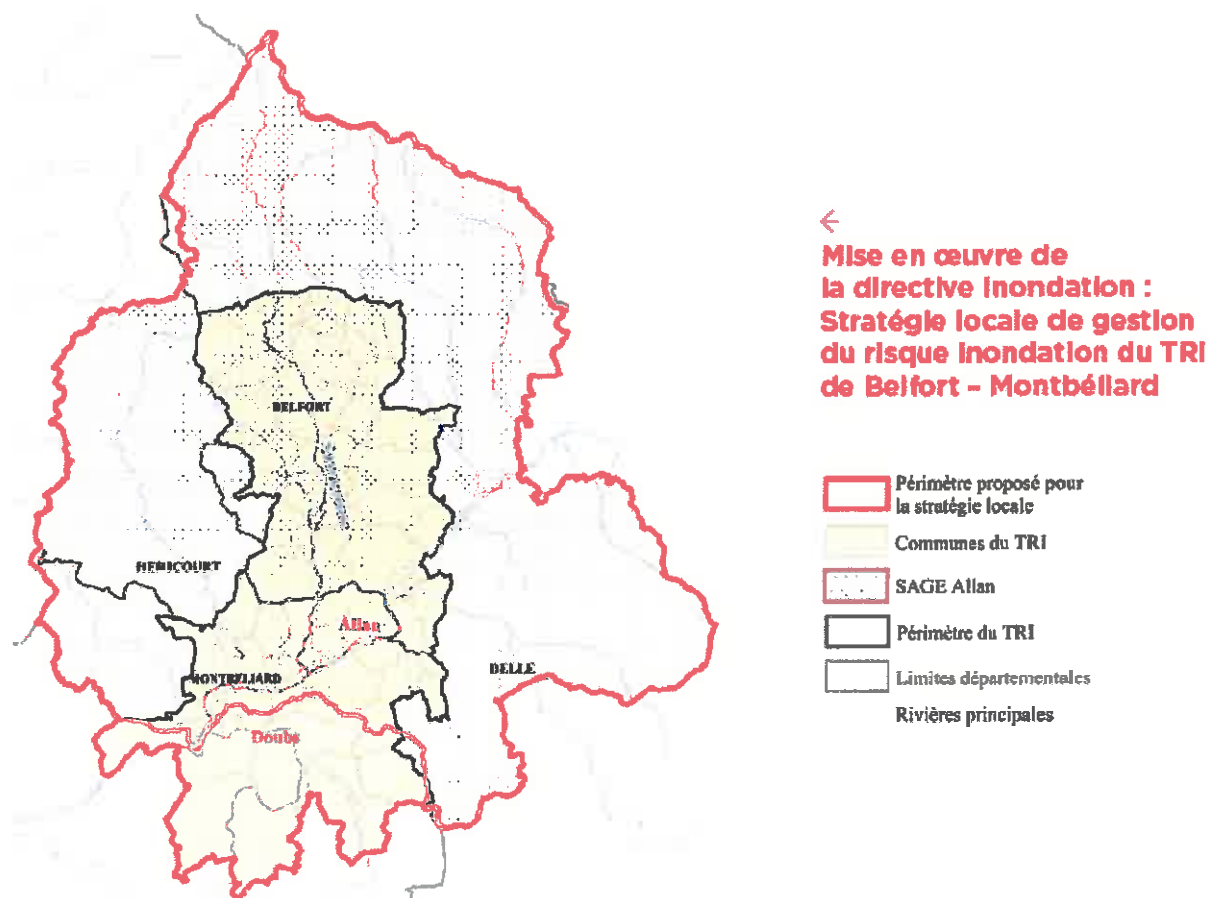 ←
Mise en œuvre de
la directive inondation :
Stratégie locale de gestion
du risque inondation du TRI
de Belfort – Montbéliard
Périmètre proposé pour
la stratégie locale
Communes du TRI
SAGE Allan
Périmètre du TRI
Limites départementales
Rivières principales
BELFORT
HERICOURT
Allan
MONTBELIARD
DELLE
Doubs